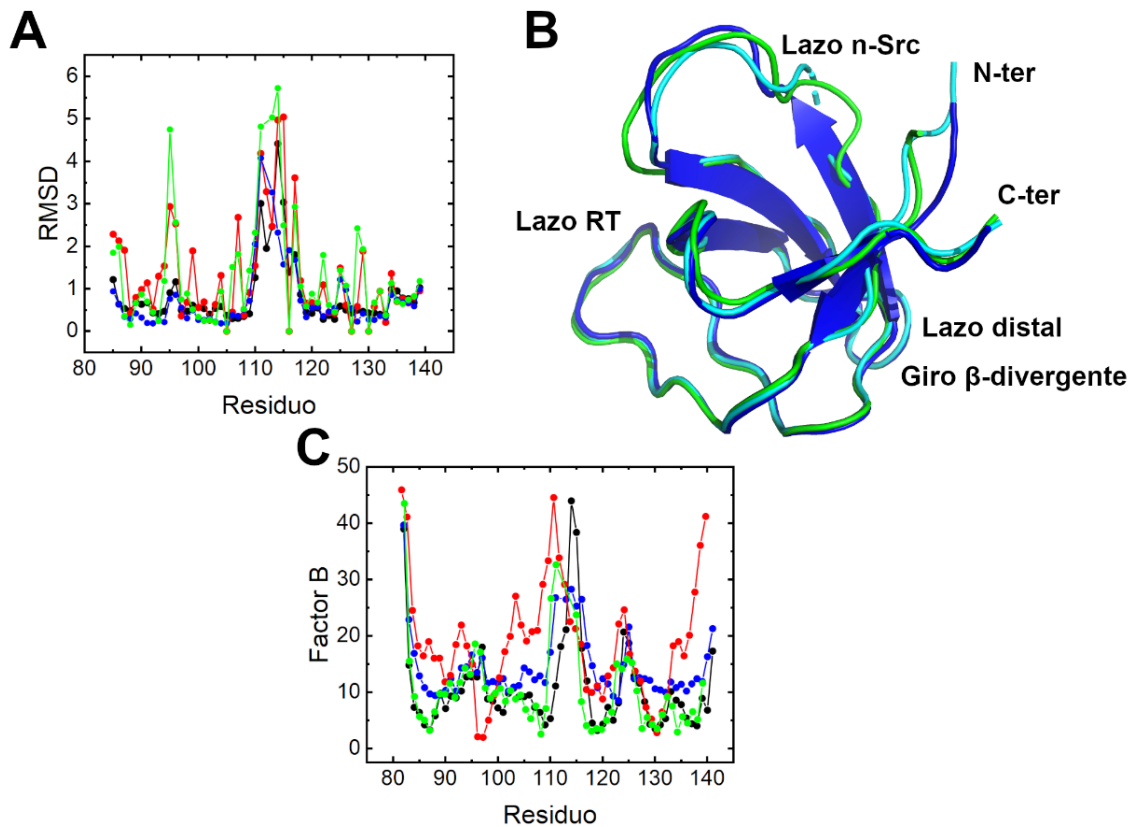 A
RMSD
6
5
4
3
2
1
0
80 90 100 110 120 130 140
Residuo
B
Lazo n-Src
N-ter
C-ter
Lazo RT
Lazo distal
Giro β-divergente
C
Factor B
50
40
30
20
10
0
80 90 100 110 120 130 140
Residuo